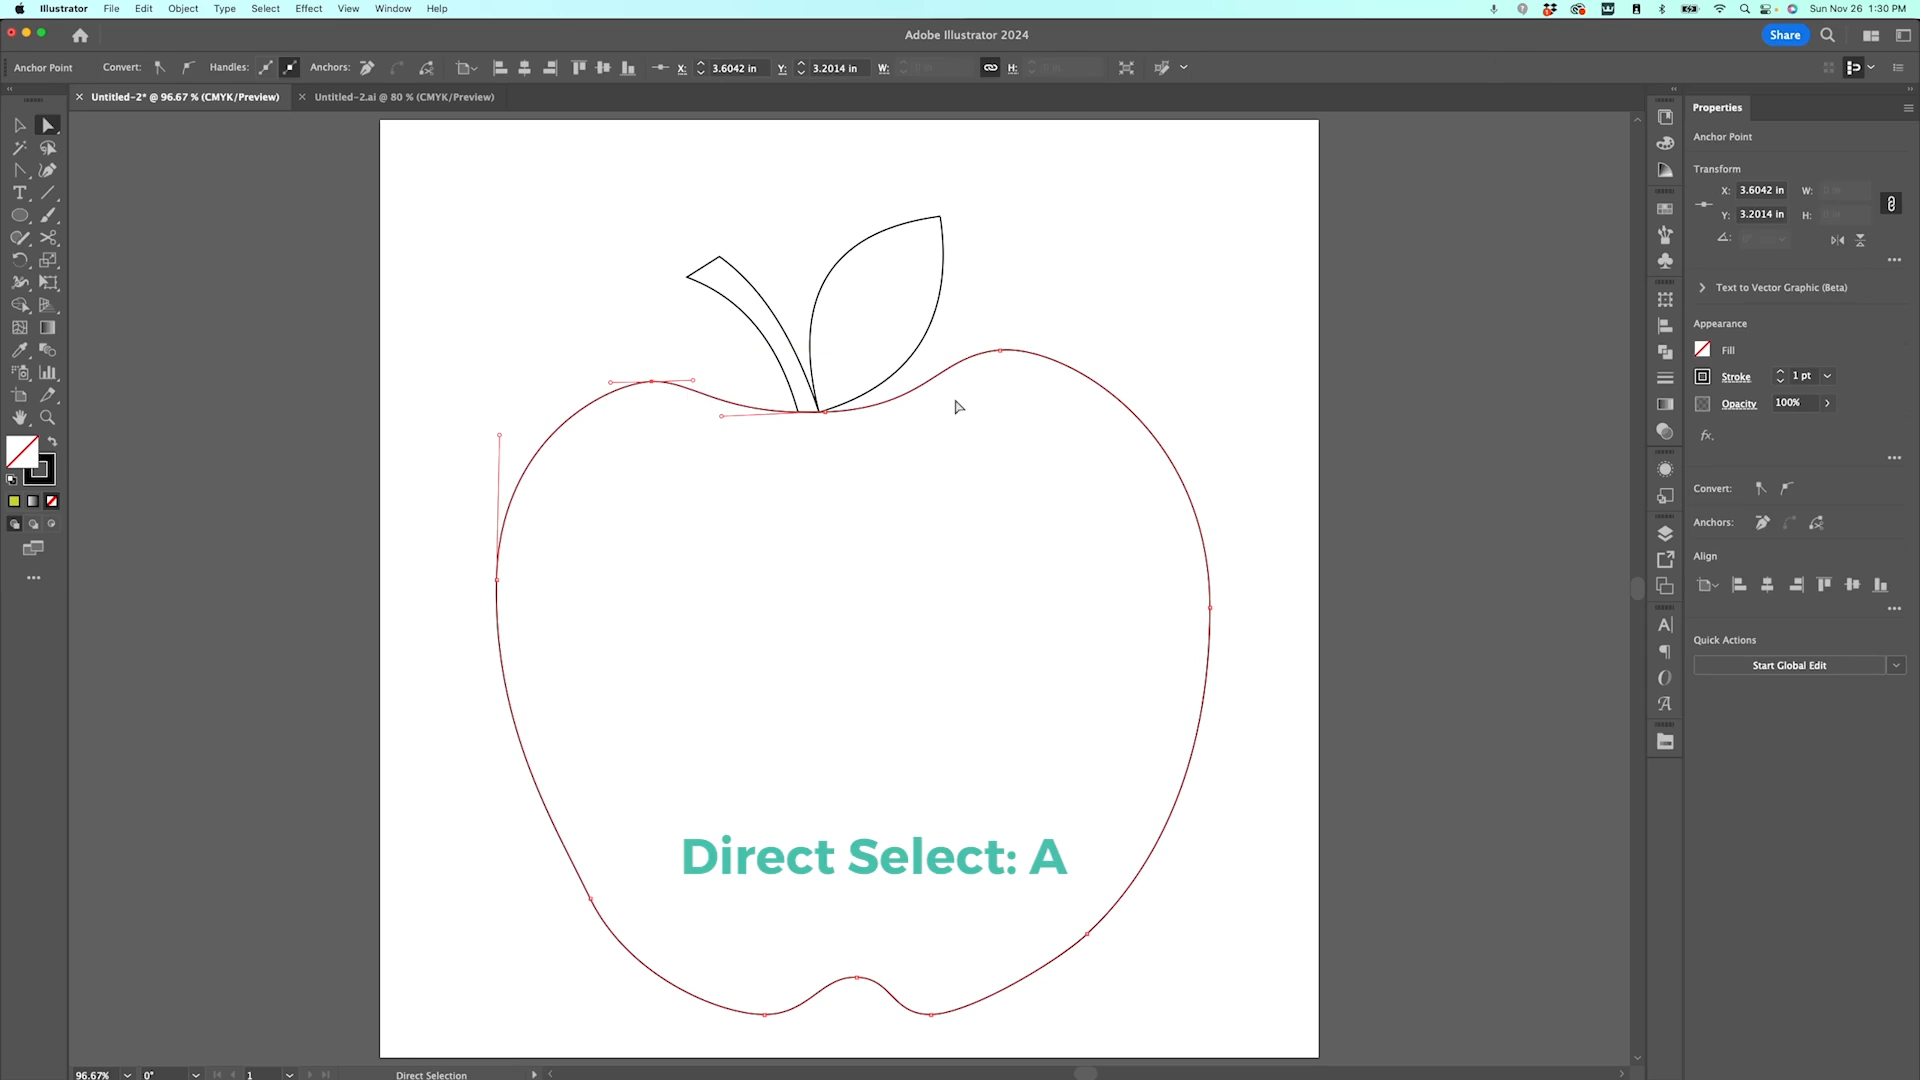 Illustrator File Edit Object Type Select Effect View Window Help Sun Nov 26 1:30 PM
Adobe Illustrator 2024
Share
Anchor Point Convert: Handles: Anchors: X: 3.6042 in Y: 3.2014 in W: H:
Untitled-2* @ 96.67 % (CMYK/Preview) Untitled-2.ai @ 80 % (CMYK/Preview)
Properties
Anchor Point
Transform
X: 3.6042 in W: 0 in
Y: 3.2014 in H: 0 in
Text to Vector Graphic (Beta)
Appearance
Fill
Stroke 1 pt
Opacity 100%
fx.
Convert:
Anchors:
Align
Quick Actions
Start Global Edit
Direct Select: A
96.67% 0° 1 Direct Selection